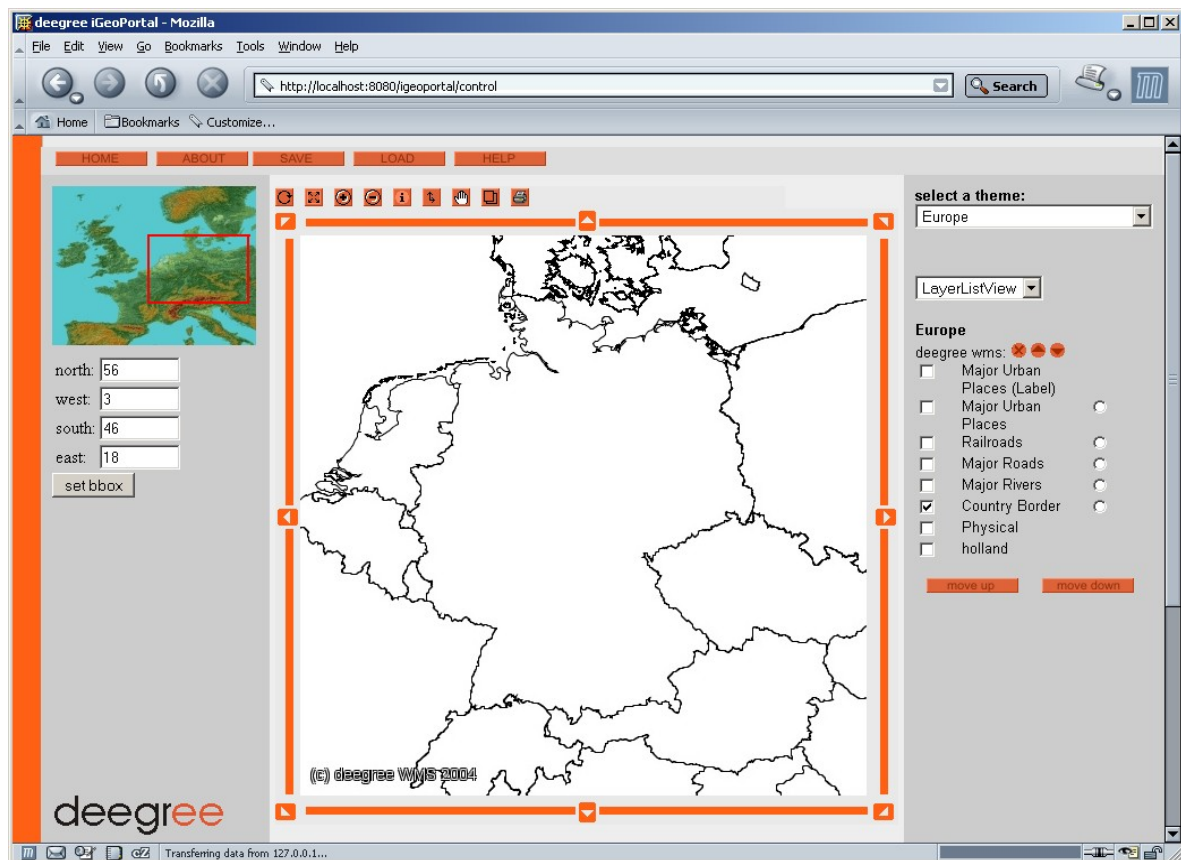 deegree iGeoPortal - Mozilla
File Edit View Go Bookmarks Tools Window Help
http://localhost:8080/igeoportal/control
Search
Home Bookmarks Customize...
HOME ABOUT SAVE LOAD HELP
select a theme:
Europe
LayerListView
Europe
deegree wms:
Major Urban
Places (Label)
Major Urban
Places
Railroads
Major Roads
Major Rivers
Country Border
Physical
holland
move up move down
north: 56
west: 3
south: 46
east: 18
set bbox
(c) deegree WMS 2004
deegree
Transferring data from 127.0.0.1...